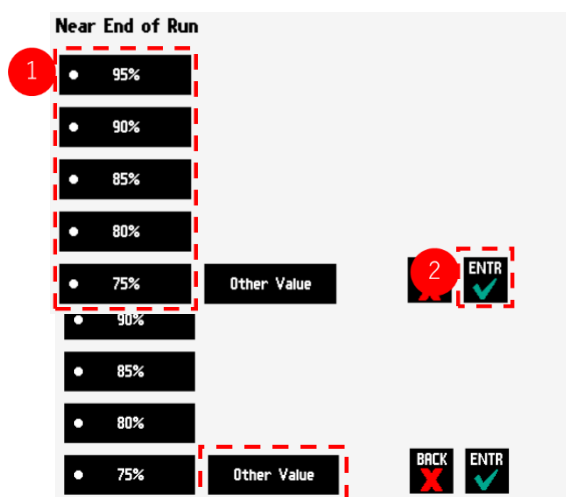 Near End of Run
1
95%
90%
85%
80%
75% Other Value 2 ENTR
90%
85%
80%
75% Other Value BACK ENTR